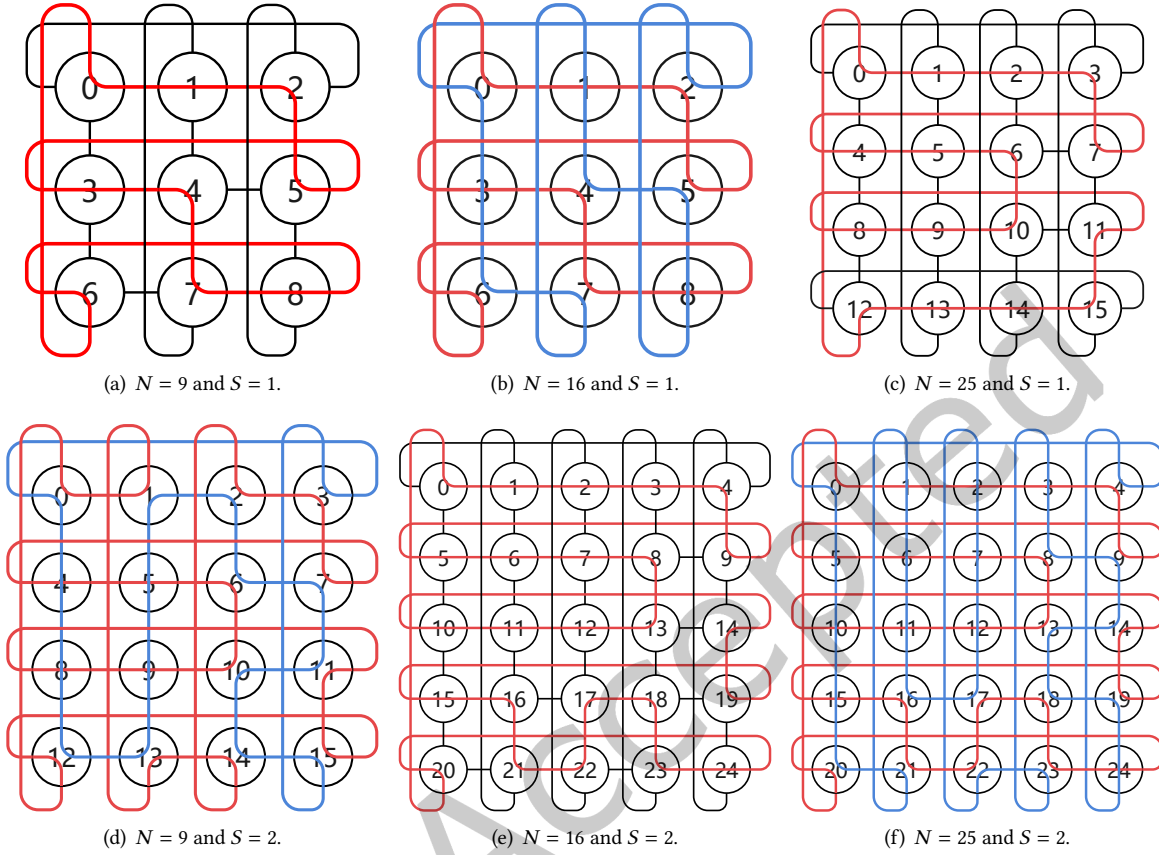 0 1 2
3 4 5
6 7 8
(a) N = 9 and S = 1.
0 1 2
3 4 5
6 7 8
(b) N = 16 and S = 1.
0 1 2 3
4 5 6 7
8 9 10 11
12 13 14 15
(c) N = 25 and S = 1.
0 1 2 3
4 5 6 7
8 9 10 11
12 13 14 15
(d) N = 9 and S = 2.
0 1 2 3 4
5 6 7 8 9
10 11 12 13 14
15 16 17 18 19
20 21 22 23 24
(e) N = 16 and S = 2.
0 1 2 3 4
5 6 7 8 9
10 11 12 13 14
15 16 17 18 19
20 21 22 23 24
(f) N = 25 and S = 2.
Accepted